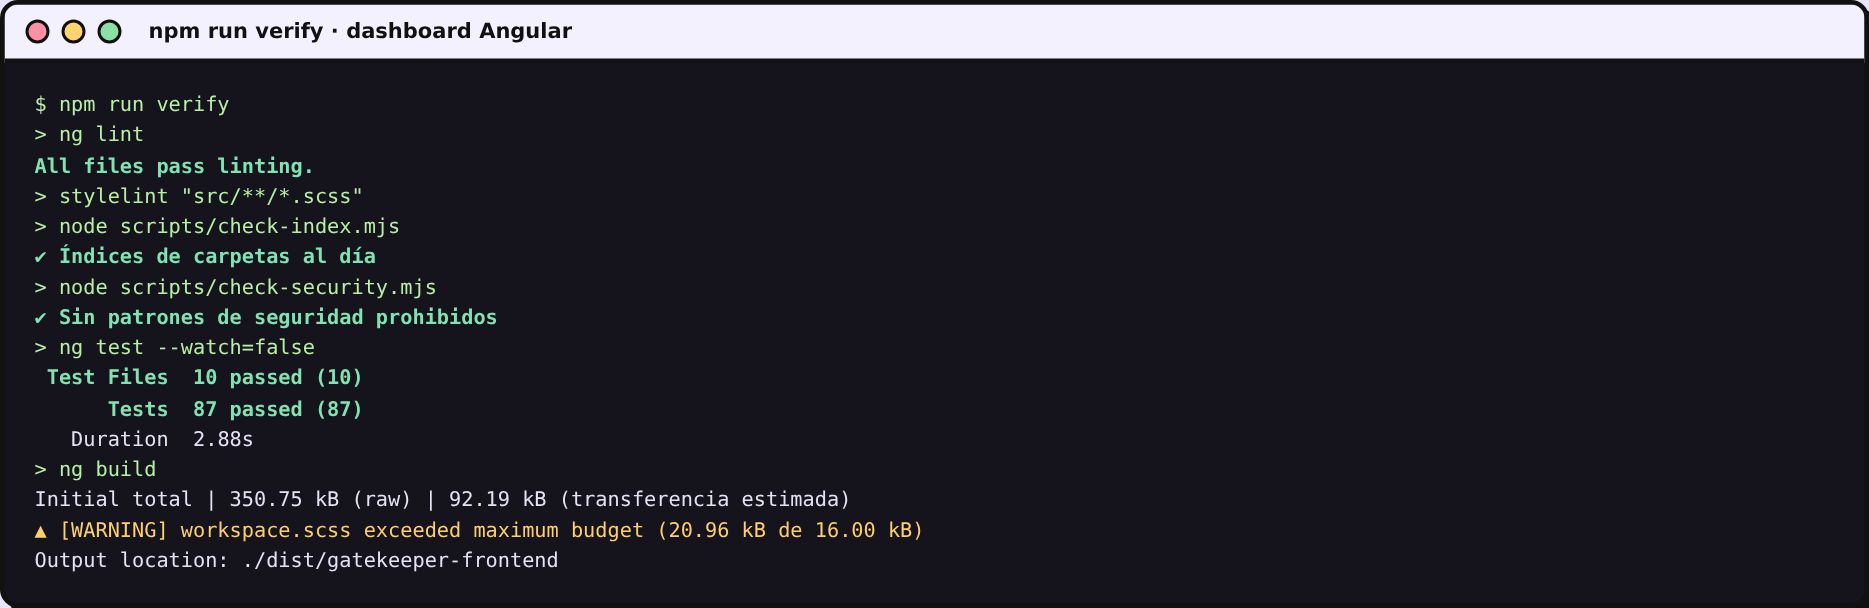 npm run verify · dashboard Angular
$ npm run verify
> ng lint
All files pass linting.
> stylelint "src/**/*.scss"
> node scripts/check-index.mjs
✔ Índices de carpetas al día
> node scripts/check-security.mjs
✔ Sin patrones de seguridad prohibidos
> ng test --watch=false
Test Files  10 passed (10)
Tests  87 passed (87)
Duration  2.88s
> ng build
Initial total | 350.75 kB (raw) | 92.19 kB (transferencia estimada)
▲ [WARNING] workspace.scss exceeded maximum budget (20.96 kB de 16.00 kB)
Output location: ./dist/gatekeeper-frontend